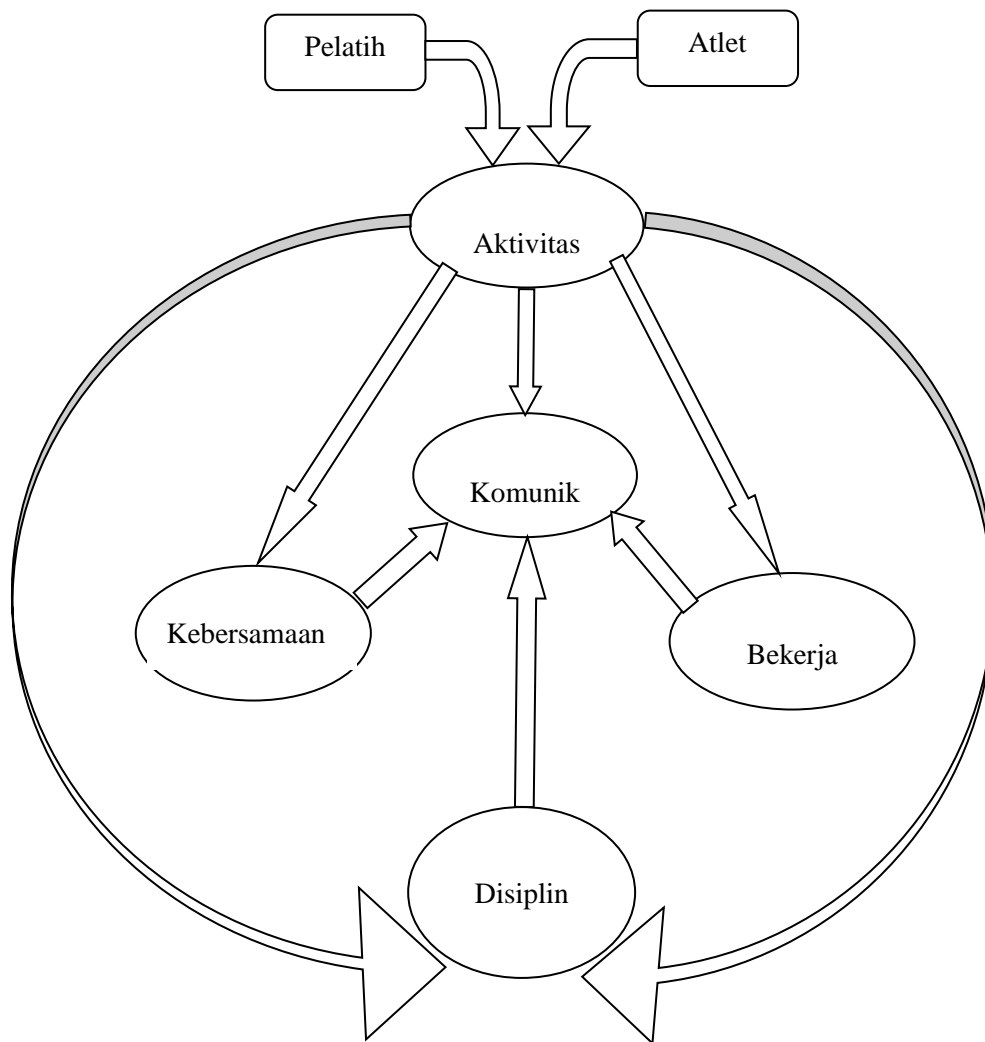 Pelatih
Atlet
Aktivitas
Komunik
Kebersamaan
Bekerja
Disiplin